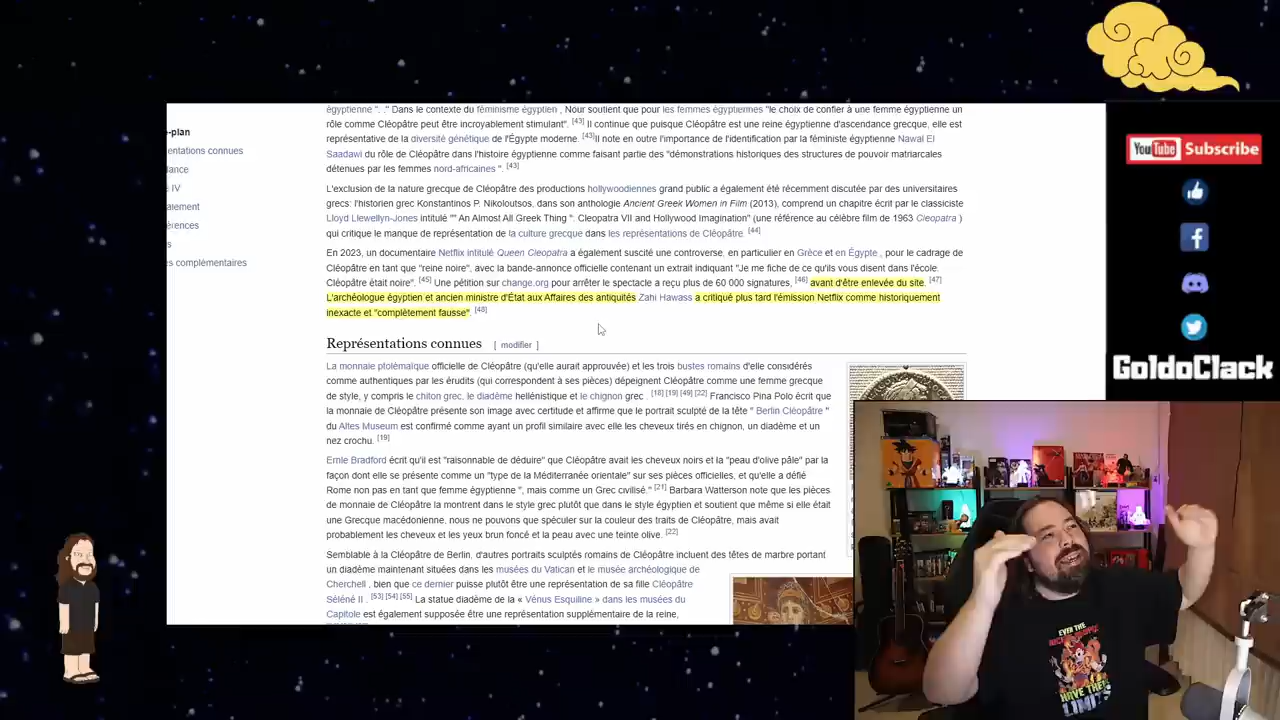 égyptienne ". ." Dans le contexte du féminisme égyptien , Nour soutient que pour les femmes égyptiennes "le choix de confier à une femme égyptienne un
rôle comme Cléopâtre peut être incroyablement stimulant". [43] Il continue que puisque Cléopâtre est une reine égyptienne d'ascendance grecque, elle est
représentative de la diversité génétique de l'Égypte moderne. [43]Il note en outre l'importance de l'identification par la féministe égyptienne Nawal El
Saadawi du rôle de Cléopâtre dans l'histoire égyptienne comme faisant partie des "démonstrations historiques des structures de pouvoir matriarcales
détenues par les femmes nord-africaines ". [43]
L'exclusion de la nature grecque de Cléopâtre des productions hollywoodiennes grand public a également été récemment discutée par des universitaires
grecs: l'historien grec Konstantinos P. Nikoloutsos, dans son anthologie Ancient Greek Women in Film (2013), comprend un chapitre écrit par le classiciste
Lloyd Llewellyn-Jones intitulé "" An Almost All Greek Thing ": Cleopatra VII and Hollywood Imagination" (une référence au célèbre film de 1963 Cleopatra )
qui critique le manque de représentation de la culture grecque dans les représentations de Cléopâtre. [44]
En 2023, un documentaire Netflix intitulé Queen Cleopatra a également suscité une controverse, en particulier en Grèce et en Égypte , pour le cadrage de
Cléopâtre en tant que "reine noire", avec la bande-annonce officielle contenant un extrait indiquant "Je me fiche de ce qu'ils vous disent dans l'école.
Cléopâtre était noire". [45] Une pétition sur change.org pour arrêter le spectacle a reçu plus de 60 000 signatures, [46] avant d'être enlevée du site. [47]
L'archéologue égyptien et ancien ministre d'État aux Affaires des antiquités Zahi Hawass a critiqué plus tard l'émission Netflix comme historiquement
inexacte et "complètement fausse". [48]
Représentations connues [ modifier ]
La monnaie ptolémaïque officielle de Cléopâtre (qu'elle aurait approuvée) et les trois bustes romains d'elle considérés
comme authentiques par les érudits (qui correspondent à ses pièces) dépeignent Cléopâtre comme une femme grecque
de style, y compris le chiton grec, le diadème hellénistique et le chignon grec . [18] [19] [49] [22] Francisco Pina Polo écrit que
la monnaie de Cléopâtre présente son image avec certitude et affirme que le portrait sculpté de la tête " Berlin Cléopâtre "
du Altes Museum est confirmé comme ayant un profil similaire avec elle les cheveux tirés en chignon, un diadème et un
nez crochu. [19]
Ernle Bradford écrit qu'il est "raisonnable de déduire" que Cléopâtre avait les cheveux noirs et la "peau d'olive pâle" par la
façon dont elle se présente comme un "type de la Méditerranée orientale" sur ses pièces officielles, et qu'elle a défié
Rome non pas en tant que femme égyptienne ", mais comme un Grec civilisé." [21] Barbara Watterson note que les pièces
de monnaie de Cléopâtre la montrent dans le style grec plutôt que dans le style égyptien et soutient que même si elle était
une Grecque macédonienne, nous ne pouvons que spéculer sur la couleur des traits de Cléopâtre, mais avait
probablement les cheveux et les yeux brun foncé et la peau avec une teinte olive. [22]
Semblable à la Cléopâtre de Berlin, d'autres portraits sculptés romains de Cléopâtre incluent des têtes de marbre portant
un diadème maintenant situées dans les musées du Vatican et le musée archéologique de
Cherchell , bien que ce dernier puisse plutôt être une représentation de sa fille Cléopâtre
Séléné II . [53] [54] [55] La statue diadème de la « Vénus Esquiline » dans les musées du
Capitole est également supposée être une représentation supplémentaire de la reine,
e-plan
entations connues
lance
s IV
alement
érences
s
es complémentaires
YouTube Subscribe
GoldoClack
EVER THE
HAVE THEIR
LIMIT